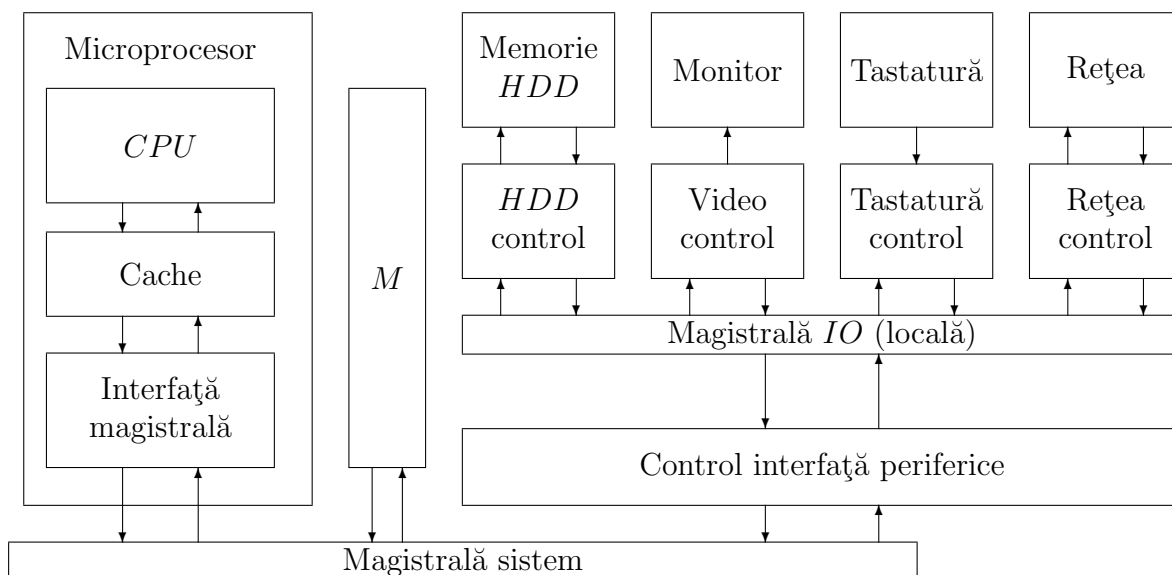 Microprocesor
CPU
Cache
Interfaţă
magistrală
M
Memorie
HDD
Monitor
Tastatură
Reţea
HDD
control
Video
control
Tastatură
control
Reţea
control
Magistrală IO (locală)
Control interfaţă periferice
Magistrală sistem